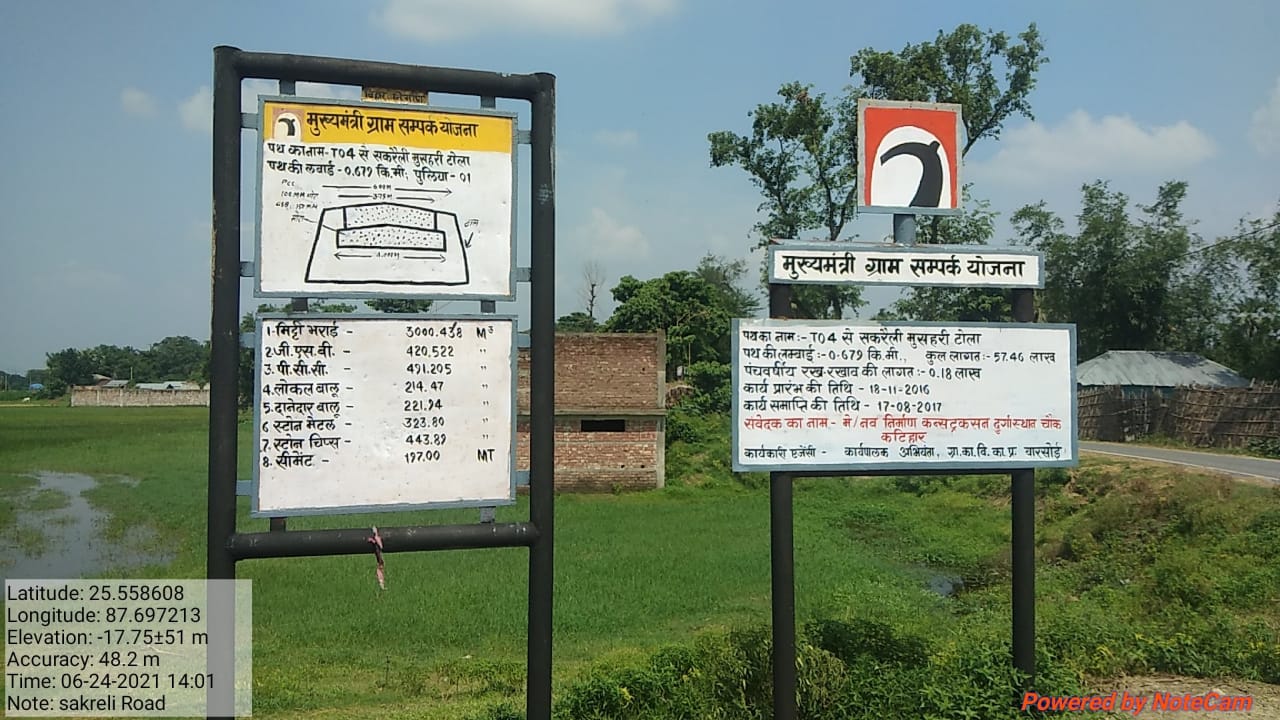 मुख्यमंत्री ग्राम सम्पर्क योजना
पथ का नाम- T04 से सकरैली मुसहरी टोला
पथ की लंबाई - 0.679 कि.मी; पुलिया - 01
PCC
1. मिट्टी भराई - 3000.438 M³
2. जी.एस.बी. - 420.522 "
3. पी.सी.सी. - 491.205 "
4. लोकल बालू - 214.47 "
5. दानेदार बालू - 221.94 "
6 स्टोन मेटल - 323.80 "
7. स्टोन चिप्स - 443.89 "
8. सीमेंट - 197.00 MT
मुख्यमंत्री ग्राम सम्पर्क योजना
पथ का नाम:- T04 से सकरैली मुसहरी टोला
पथ की लम्बाई :- 0.679 कि.मी., कुल लागत:- 57.46 लाख
पंचवर्षीय रख-रखाव की लागत :- 0.18 लाख
कार्य प्रारंभ की तिथि - 18-11-2016
कार्य समाप्ति की तिथि - 17-08-2017
संवेदक का नाम - मे/ नव निर्माण कन्सट्रकसन दुर्गास्थान चौक
कटिहार
कार्यकारी एजेंसी - कार्यपालक अभियंता, ग्रा.का.वि.का.प्र. बारसोई
Latitude: 25.558608
Longitude: 87.697213
Elevation: -17.75±51 m
Accuracy: 48.2 m
Time: 06-24-2021 14:01
Note: sakreli Road
Powered by NoteCam